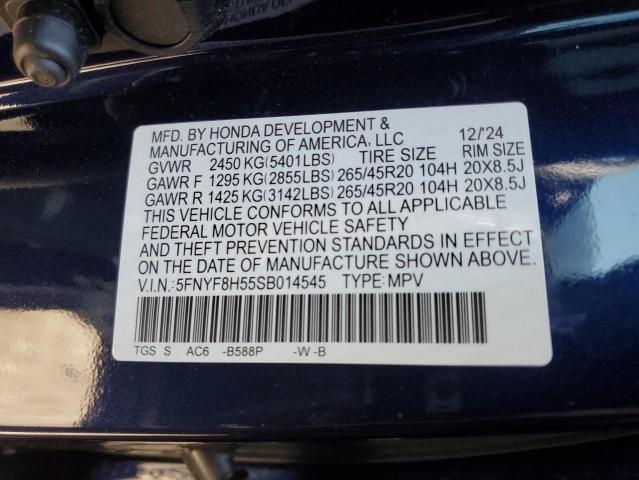 MFD. BY HONDA DEVELOPMENT &
MANUFACTURING OF AMERICA, LLC 12/'24
GVWR 2450 KG(5401LBS) TIRE SIZE RIM SIZE
GAWR F 1295 KG(2855LBS) 265/45R20 104H 20X8.5J
GAWR R 1425 KG(3142LBS) 265/45R20 104H 20X8.5J
THIS VEHICLE CONFORMS TO ALL APPLICABLE
FEDERAL MOTOR VEHICLE SAFETY
AND THEFT PREVENTION STANDARDS IN EFFECT
ON THE DATE OF MANUFACTURE SHOWN ABOVE.
V.I.N.:5FNYF8H55SB014545 TYPE:MPV
TGS S AC6 -B588P -W -B